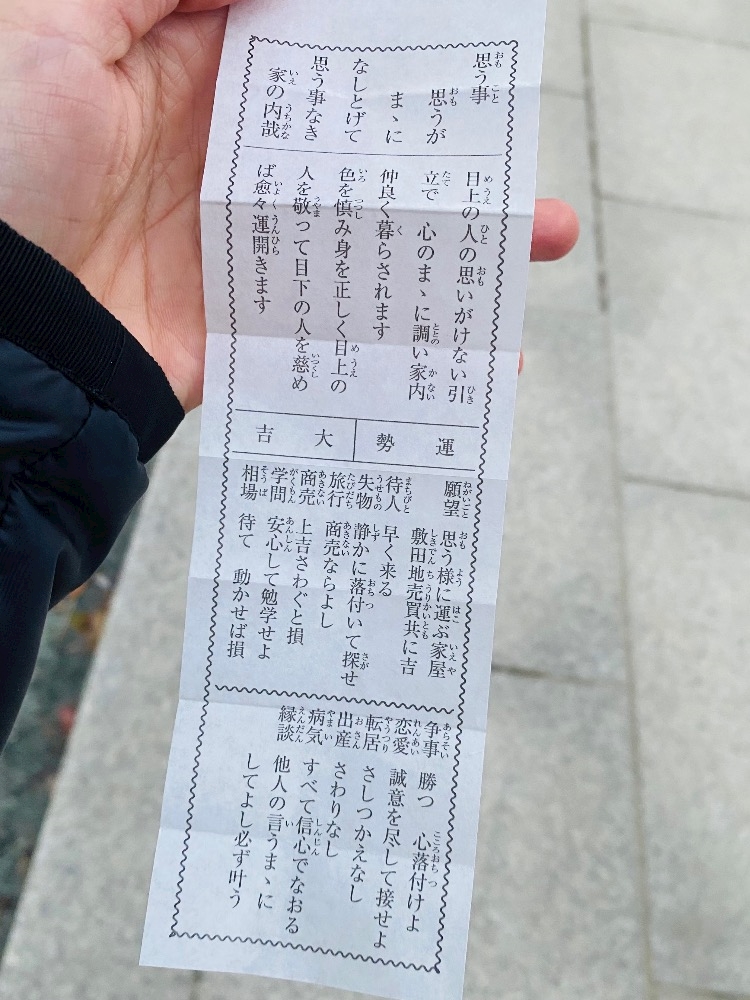 思う事
思うが
まゝに
なしとげて
思う事なき
家の内哉
目上の人の思いがけない引
立で 心のまゝに調い家内
仲良く暮らされます
色を慎み身を正しく目上の
人を敬って目下の人を慈め
ば愈々運開きます
運勢 大吉
願望 思う様に運ぶ家屋
敷田地売買共に吉
待人 早く来る
失物 静かに落付いて探せ
旅行 商売ならよし
商売 上吉さわぐと損
学問 安心して勉学せよ
相場 待て 動かせば損
争事 勝つ 心落付けよ
恋愛 誠意を尽して接せよ
転居 さしつかえなし
出産 さわりなし
病気 すべて信心でなおる
縁談 他人の言うまゝに
してよし必ず叶う